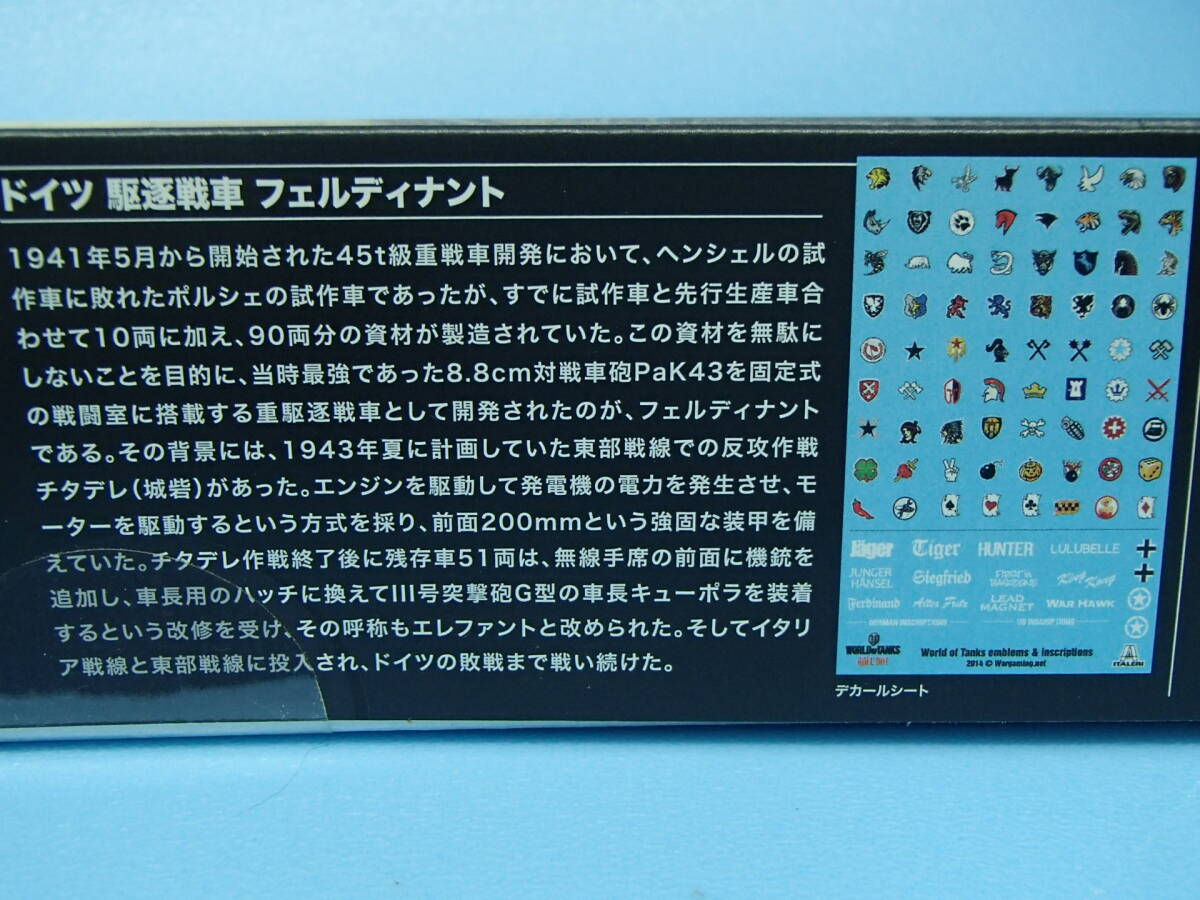 ドイツ 駆逐戦車 フェルディナント
1941年5月から開始された45t級重戦車開発において、ヘンシェルの試
作車に敗れたポルシェの試作車であったが、すでに試作車と先行生産車合
わせて10両に加え、90両分の資材が製造されていた。この資材を無駄に
しないことを目的に、当時最強であった8.8cm対戦車砲PaK43を固定式
の戦闘室に搭載する重駆逐戦車として開発されたのが、フェルディナント
である。その背景には、1943年夏に計画していた東部戦線での反攻作戦
チタデレ(城砦)があった。エンジンを駆動して発電機の電力を発生させ、モ
ーターを駆動するという方式を採り、前面200mmという強固な装甲を備
えていた。チタデレ作戦終了後に残存車51両は、無線手席の前面に機銃を
追加し、車長用のハッチに換えてIII号突撃砲G型の車長キューポラを装着
するという改修を受け、その呼称もエレファントと改められた。そしてイタリ
ア戦線と東部戦線に投入され、ドイツの敗戦まで戦い続けた。
Jäger Tiger HUNTER LULUBELLE
JUNGER HÄNSEL Siegfried King Kong
Ferdinand Alter Fritz LEAD MAGNET WAR HAWK
GERMAN INSCRIPTIONS US INSCRIPTIONS
WORLD OF TANKS
ROLL OUT
World of Tanks emblems & inscriptions
2014 © Wargaming.net
ITALERI
デカールシート